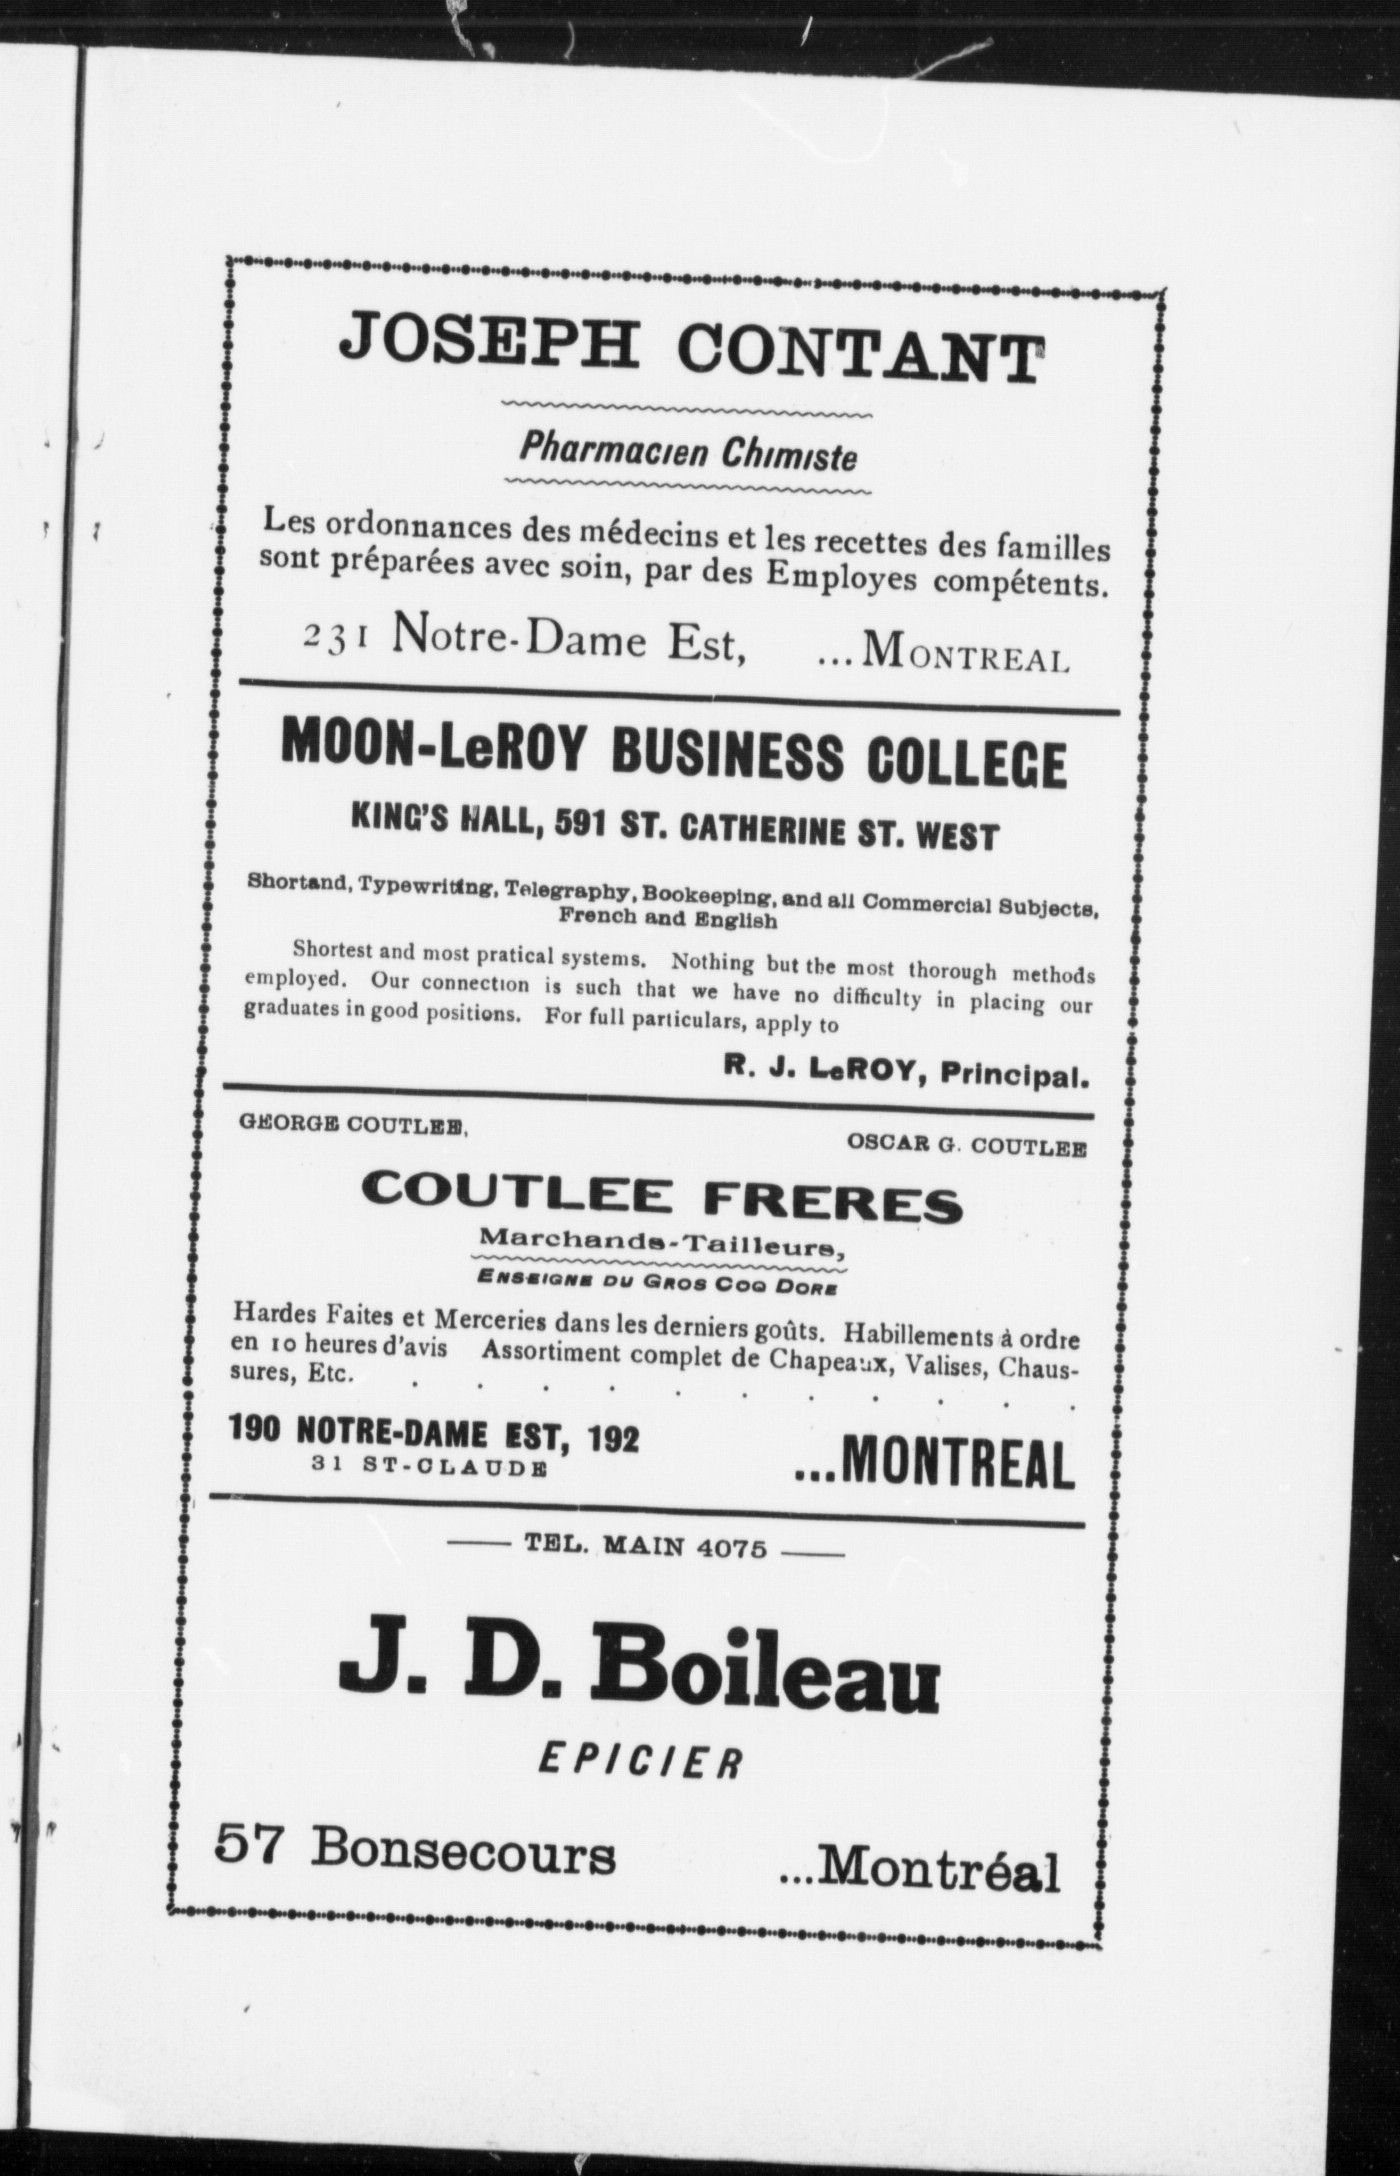 JOSEPH CONTANT
Pharmacien Chimiste
Les ordonnances des médecins et les recettes des familles
sont préparées avec soin, par des Employes compétents.
231 Notre-Dame Est, ...MONTREAL
MOON-LeROY BUSINESS COLLEGE
KING'S HALL, 591 ST. CATHERINE ST. WEST
Shortand, Typewriting, Telegraphy, Bookeeping, and all Commercial Subjects,
French and English
Shortest and most pratical systems. Nothing but the most thorough methods
employed. Our connection is such that we have no difficulty in placing our
graduates in good positions. For full particulars, apply to
R. J. LeROY, Principal.
GEORGE COUTLEE, OSCAR G. COUTLEE
COUTLEE FRERES
Marchands-Tailleurs,
ENSEIGNE DU GROS COQ DORE
Hardes Faites et Merceries dans les derniers goûts. Habillements à ordre
en 10 heures d'avis Assortiment complet de Chapeaux, Valises, Chaus-
sures, Etc. . . . . . . . . . . .
190 NOTRE-DAME EST, 192 ...MONTREAL
31 ST-CLAUDE
—— TEL. MAIN 4075 ——
J. D. Boileau
EPICIER
57 Bonsecours ...Montréal